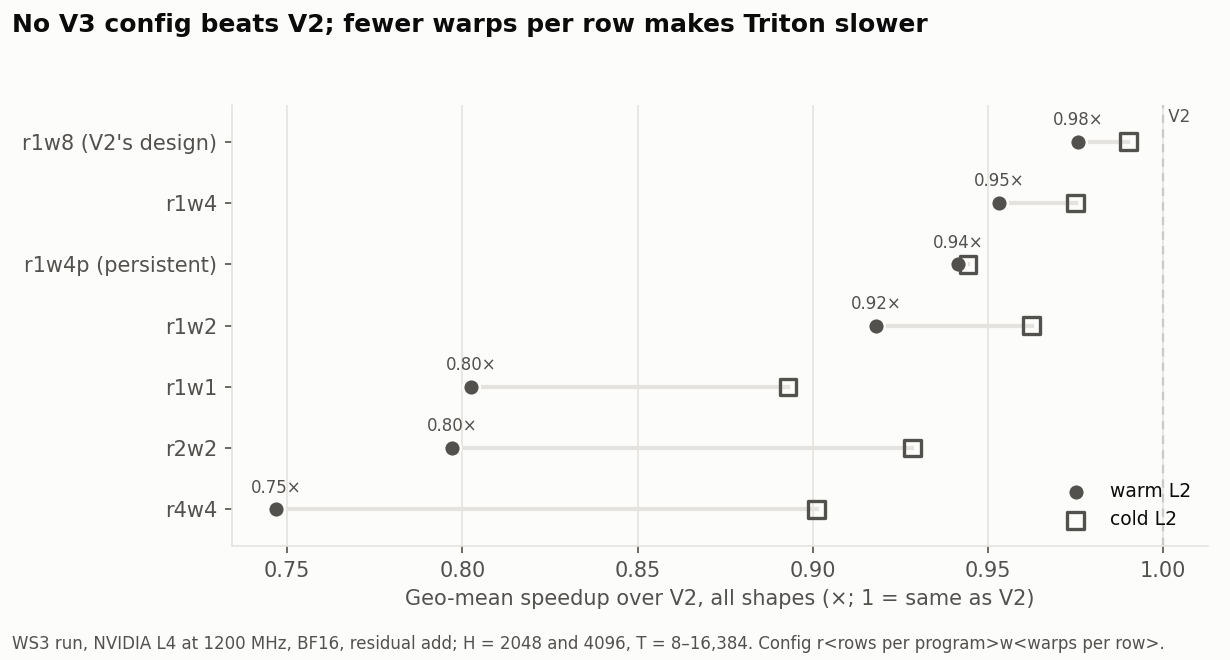 No V3 config beats V2; fewer warps per row makes Triton slower
V2
r1w8 (V2's design)
0.98×
r1w4
0.95×
r1w4p (persistent)
0.94×
r1w2
0.92×
r1w1
0.80×
r2w2
0.80×
r4w4
0.75×
warm L2
cold L2
0.75 0.80 0.85 0.90 0.95 1.00
Geo-mean speedup over V2, all shapes (×; 1 = same as V2)
WS3 run, NVIDIA L4 at 1200 MHz, BF16, residual add; H = 2048 and 4096, T = 8–16,384. Config r<rows per program>w<warps per row>.